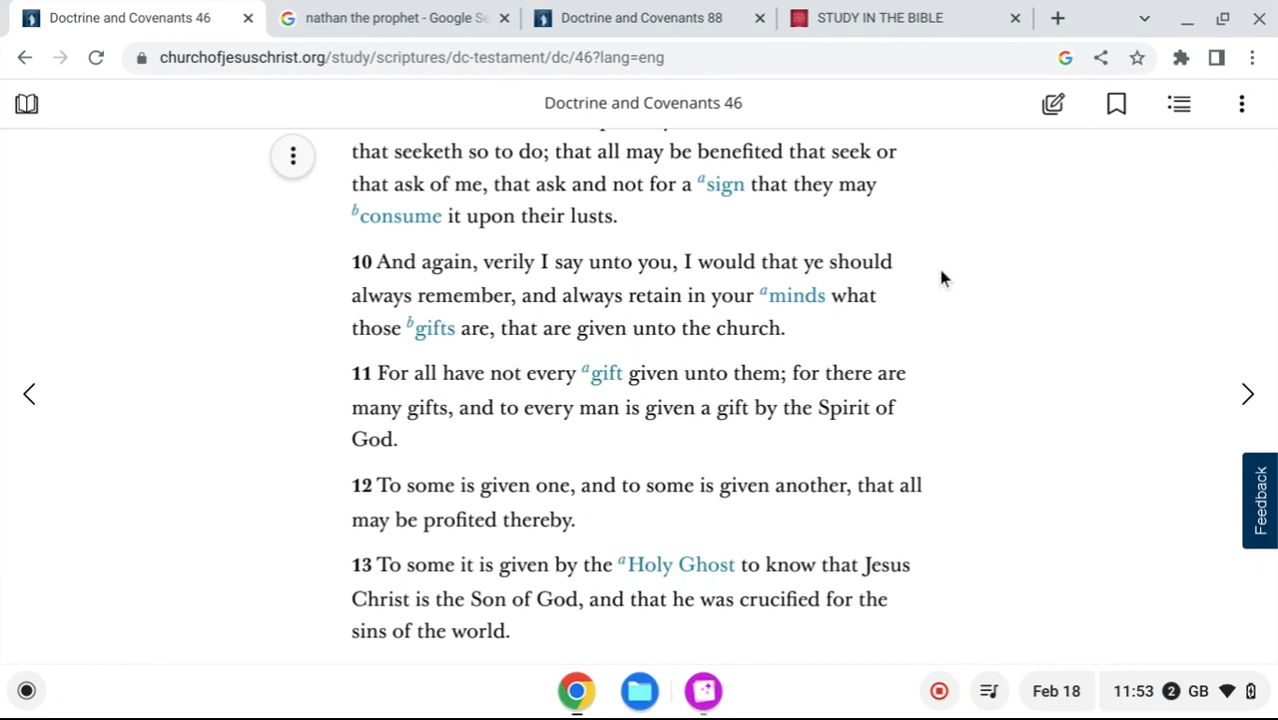 Doctrine and Covenants 46
nathan the prophet - Google Se
Doctrine and Covenants 88
STUDY IN THE BIBLE
churchofjesuschrist.org/study/scriptures/dc-testament/dc/46?lang=eng
Doctrine and Covenants 46
that seeketh so to do; that all may be benefited that seek or
that ask of me, that ask and not for a a sign that they may
b consume it upon their lusts.
10 And again, verily I say unto you, I would that ye should
always remember, and always retain in your a minds what
those b gifts are, that are given unto the church.
11 For all have not every a gift given unto them; for there are
many gifts, and to every man is given a gift by the Spirit of
God.
12 To some is given one, and to some is given another, that all
may be profited thereby.
13 To some it is given by the a Holy Ghost to know that Jesus
Christ is the Son of God, and that he was crucified for the
sins of the world.
Feedback
Feb 18
11:53 2 GB